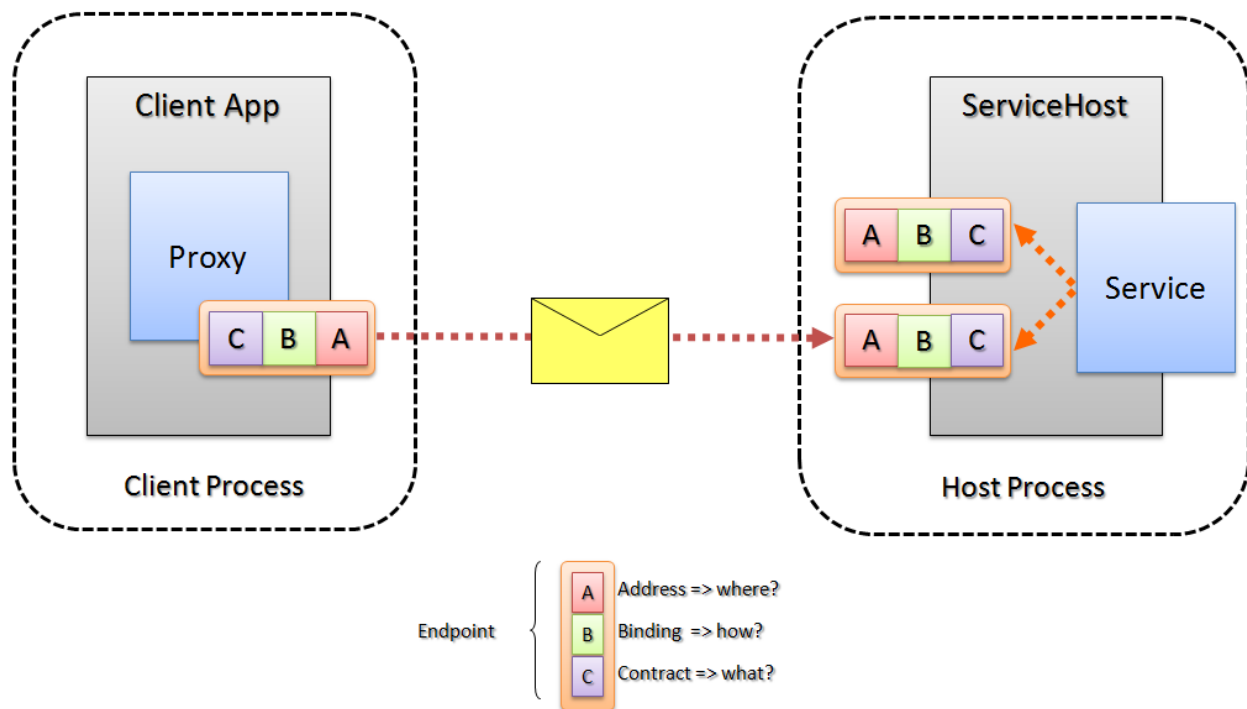 Client App
Proxy
C B A
Client Process
ServiceHost
A B C
A B C
Service
Host Process
Endpoint
A Address => where?
B Binding => how?
C Contract => what?